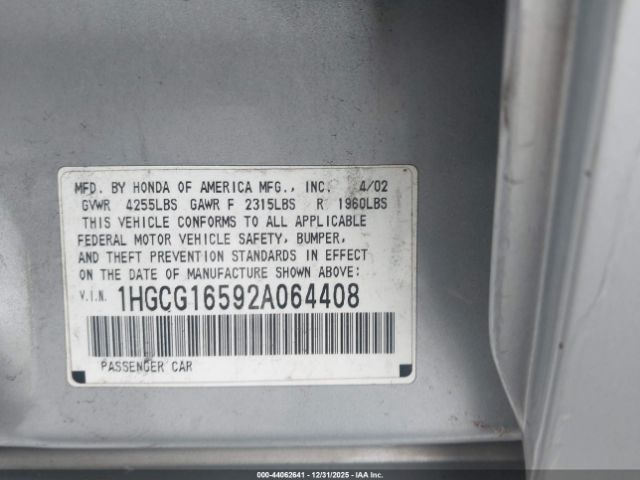 MFD. BY HONDA OF AMERICA MFG., INC. 4/02
GVWR 4255LBS GAWR F 2315LBS R 1960LBS
THIS VEHICLE CONFORMS TO ALL APPLICABLE
FEDERAL MOTOR VEHICLE SAFETY, BUMPER,
AND THEFT PREVENTION STANDARDS IN EFFECT
ON THE DATE OF MANUFACTURE SHOWN ABOVE:
V.I.N. 1HGCG16592A064408
PASSENGER CAR
000-44062641 - 12/31/2025 - IAAI.com